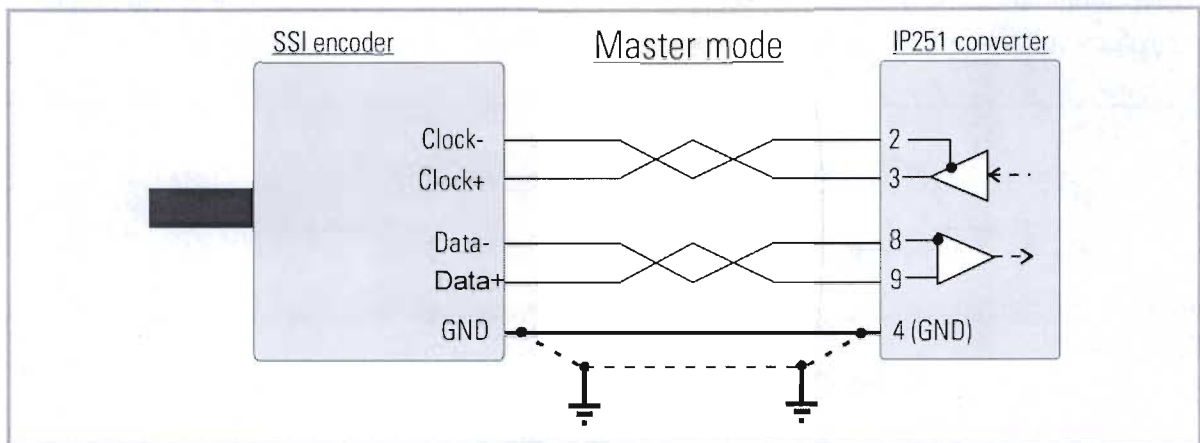 SSI encoder
Master mode
IP251 converter
Clock-
2
Clock+
3
Data-
8
Data+
9
GND
4 (GND)